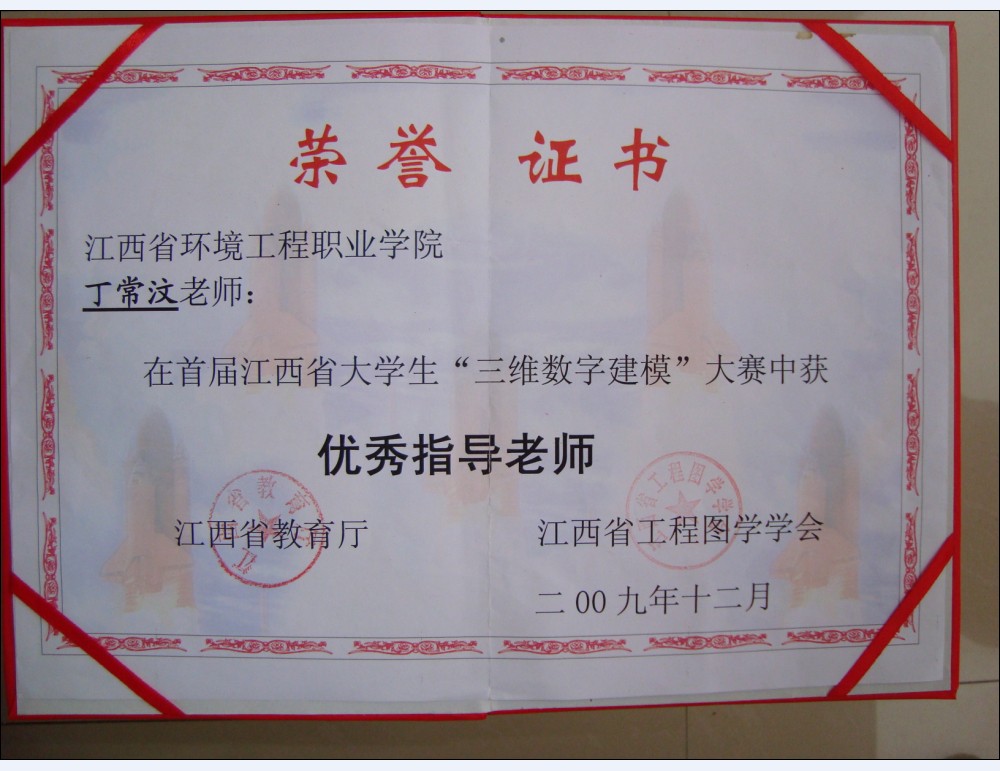 荣誉证书
江西省环境工程职业学院
丁常汶老师：
在首届江西省大学生“三维数字建模”大赛中获
优秀指导老师
江西省教育厅
江西省工程图学学会
二00九年十二月